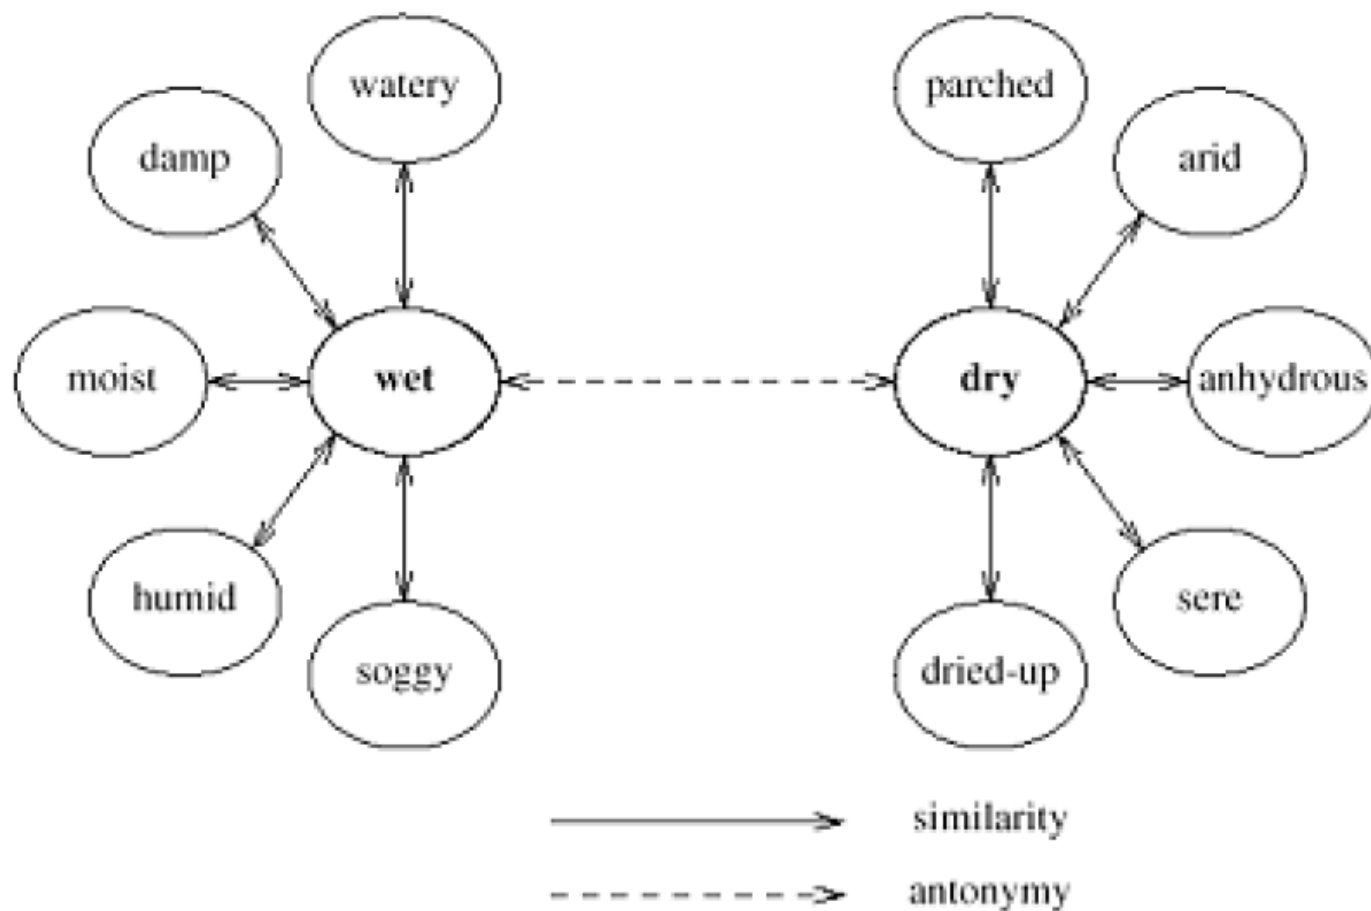 watery
parched
damp
arid
moist
wet
dry
anhydrous
humid
sere
soggy
dried-up
similarity
antonymy